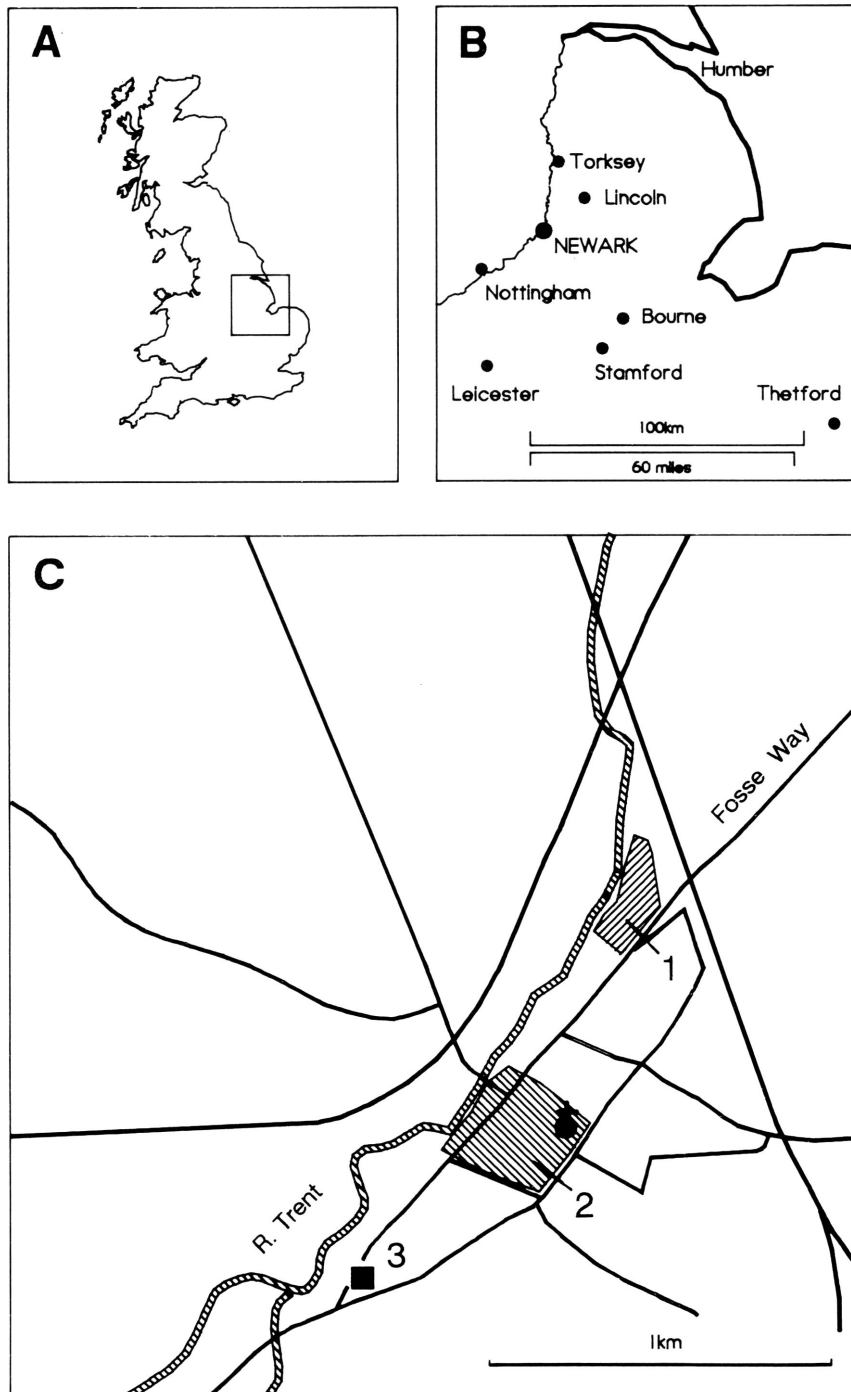 A
B
Humber
Torksey
Lincoln
NEWARK
Nottingham
Bourne
Stamford
Leicester
Thetford
100km
60 miles
C
Fosse Way
1
2
R. Trent
3
1km